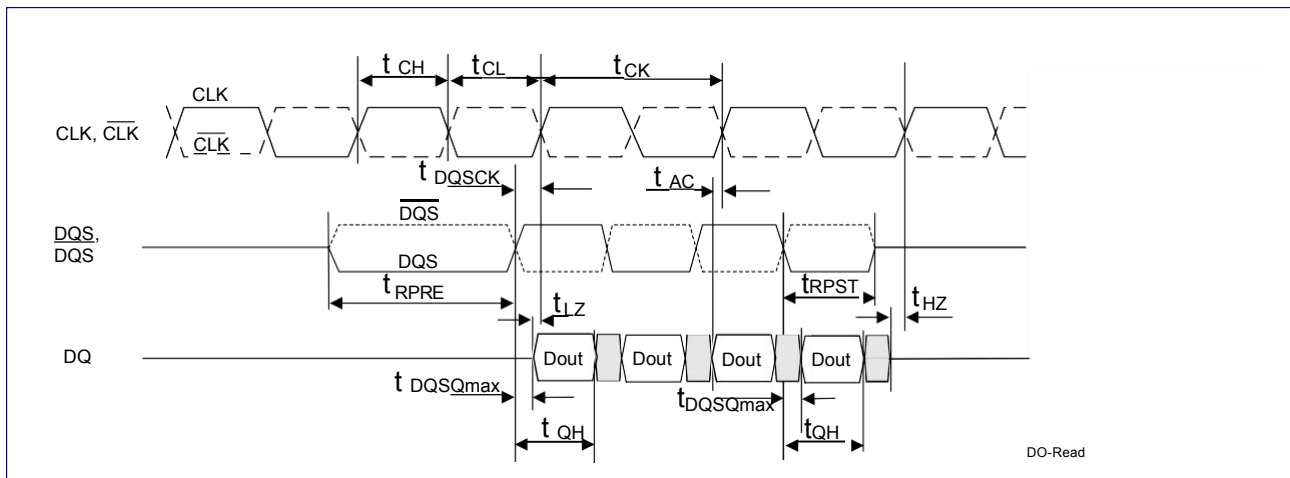 t CH
t CL
t CK
CLK
CLK, CLK
CLK
t DQSCK
t AC
DQS
DQS,
DQS
DQS
t RPRE
t RPST
t LZ
t HZ
DQ
Dout
Dout
Dout
Dout
t DQSQmax
t DQSQmax
t QH
t QH
DO-Read